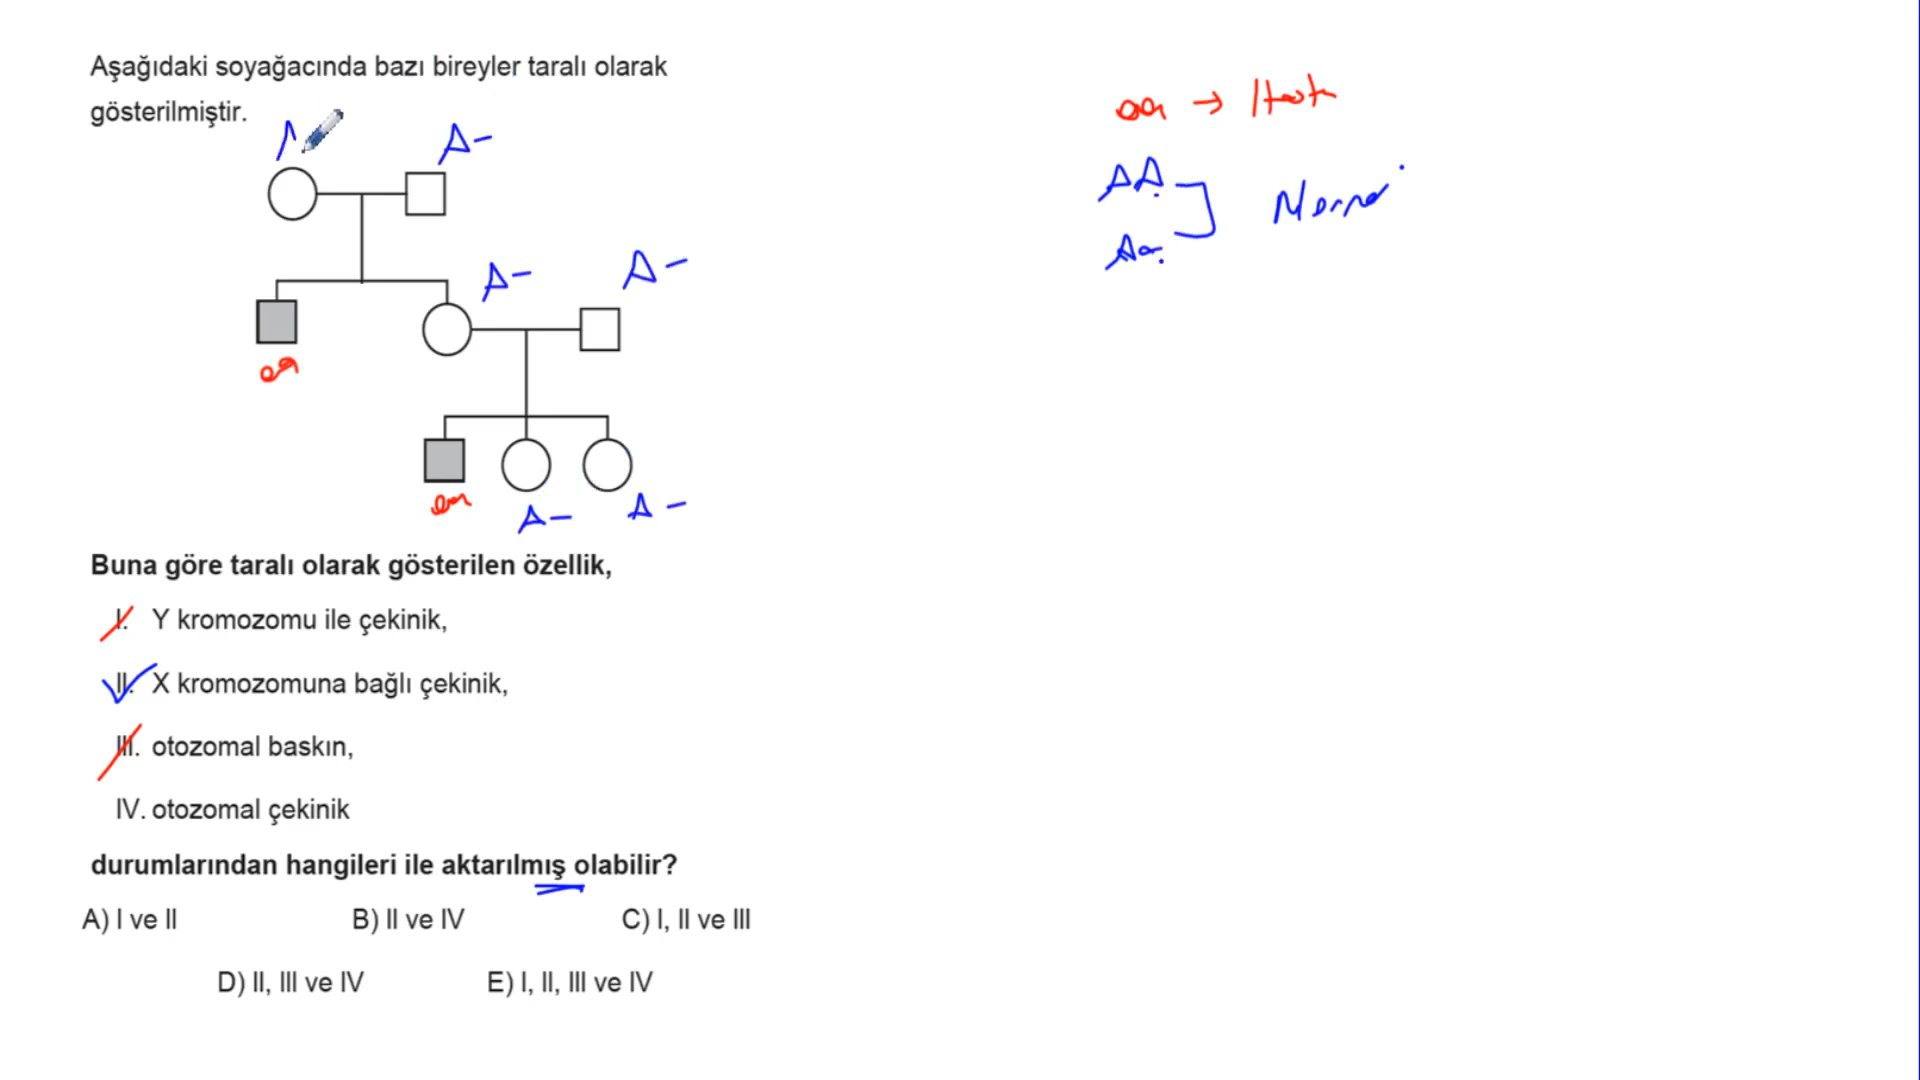 Aşağıdaki soyağacında bazı bireyler taralı olarak
gösterilmiştir.
A-
A-
A-
aa
aa
A-
A-
aa → Hasta
AA
Aa
Normal
Buna göre taralı olarak gösterilen özellik,
I. Y kromozomu ile çekinik,
II. X kromozomuna bağlı çekinik,
III. otozomal baskın,
IV. otozomal çekinik
durumlarından hangileri ile aktarılmış olabilir?
A) I ve II B) II ve IV C) I, II ve III
D) II, III ve IV E) I, II, III ve IV